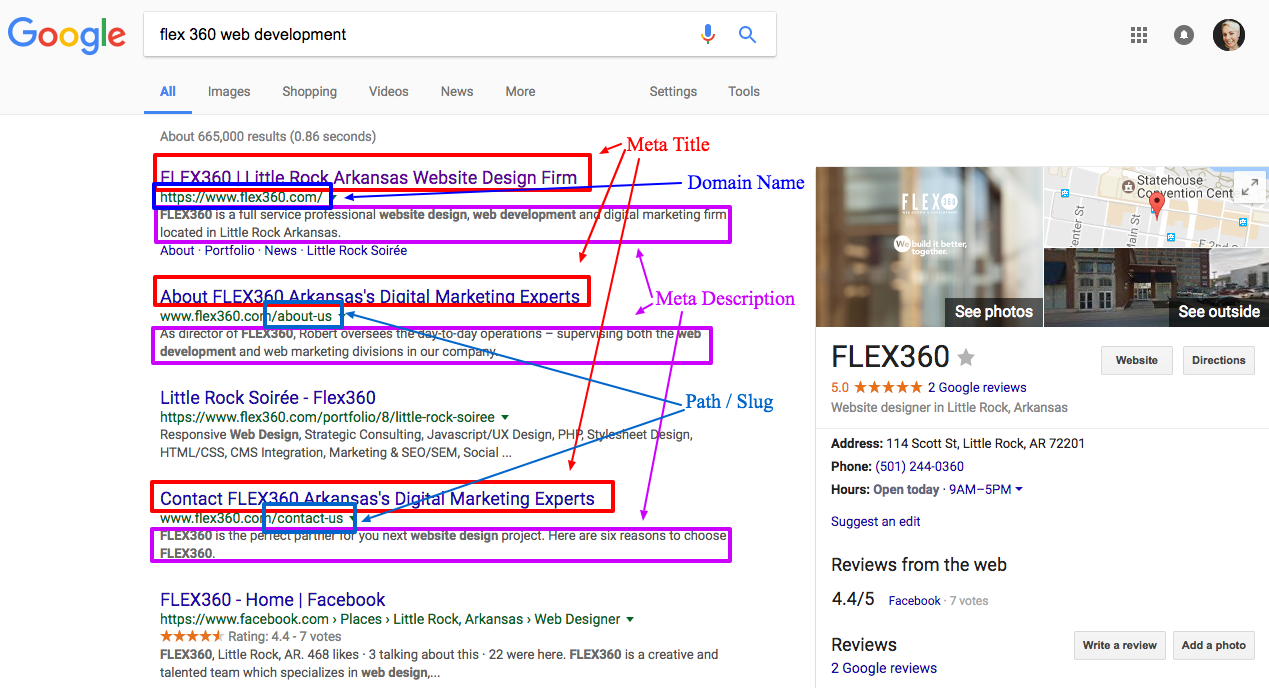 Google
flex 360 web development
All Images Shopping Videos News More Settings Tools
About 665,000 results (0.86 seconds)
Meta Title
FLEX360 | Little Rock Arkansas Website Design Firm
Domain Name
https://www.flex360.com/
FLEX360 is a full service professional website design, web development and digital marketing firm
located in Little Rock Arkansas.
About · Portfolio · News · Little Rock Soirée
About FLEX360 Arkansas's Digital Marketing Experts
Meta Description
www.flex360.com/about-us
As director of FLEX360, Robert oversees the day-to-day operations – supervising both the web
development and web marketing divisions in our company.
Little Rock Soirée - Flex360
Path / Slug
https://www.flex360.com/portfolio/8/little-rock-soiree
Responsive Web Design, Strategic Consulting, Javascript/UX Design, PHP, Stylesheet Design,
HTML/CSS, CMS Integration, Marketing & SEO/SEM, Social ...
Contact FLEX360 Arkansas's Digital Marketing Experts
www.flex360.com/contact-us
FLEX360 is the perfect partner for you next website design project. Here are six reasons to choose
FLEX360.
FLEX360 - Home | Facebook
https://www.facebook.com › Places › Little Rock, Arkansas › Web Designer
Rating: 4.4 - 7 votes
FLEX360, Little Rock, AR. 468 likes · 3 talking about this · 22 were here. FLEX360 is a creative and
talented team which specializes in web design,...
FLEX360
We build it better,
together.
See photos
Statehouse
Convention Cent
enter St
Main St
E 2nd S
See outside
FLEX360
Website Directions
5.0 2 Google reviews
Website designer in Little Rock, Arkansas
Address: 114 Scott St, Little Rock, AR 72201
Phone: (501) 244-0360
Hours: Open today · 9AM–5PM
Suggest an edit
Reviews from the web
4.4/5 Facebook · 7 votes
Reviews
Write a review Add a photo
2 Google reviews